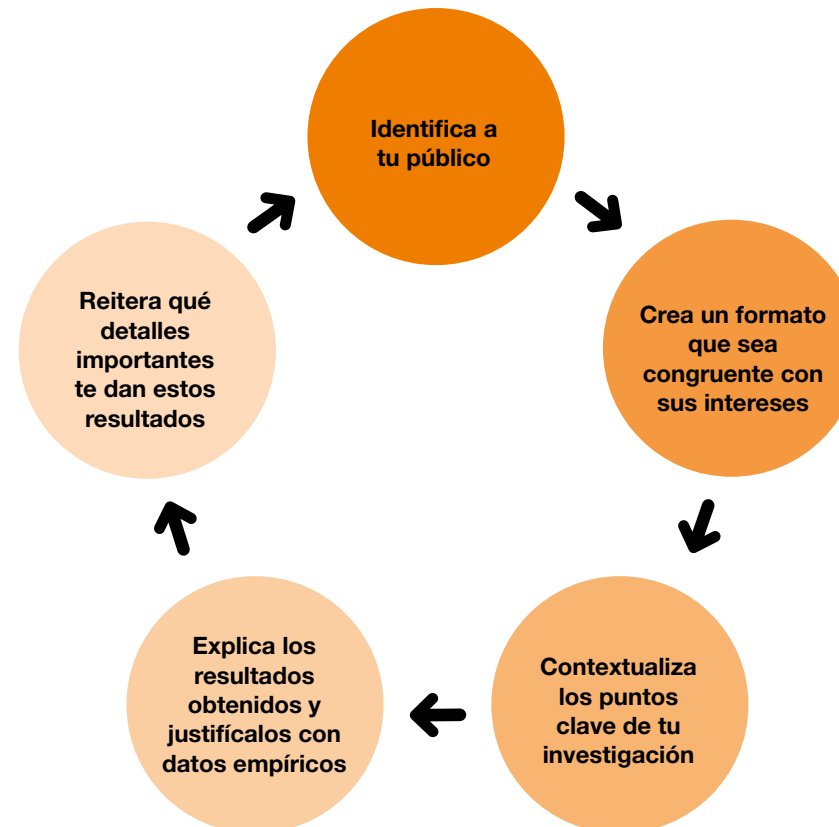 Identifica a
tu público
Crea un formato
que sea
congruente con
sus intereses
Contextualiza
los puntos
clave de tu
investigación
Explica los
resultados
obtenidos y
justifícalos con
datos empíricos
Reitera qué
detalles
importantes
te dan estos
resultados